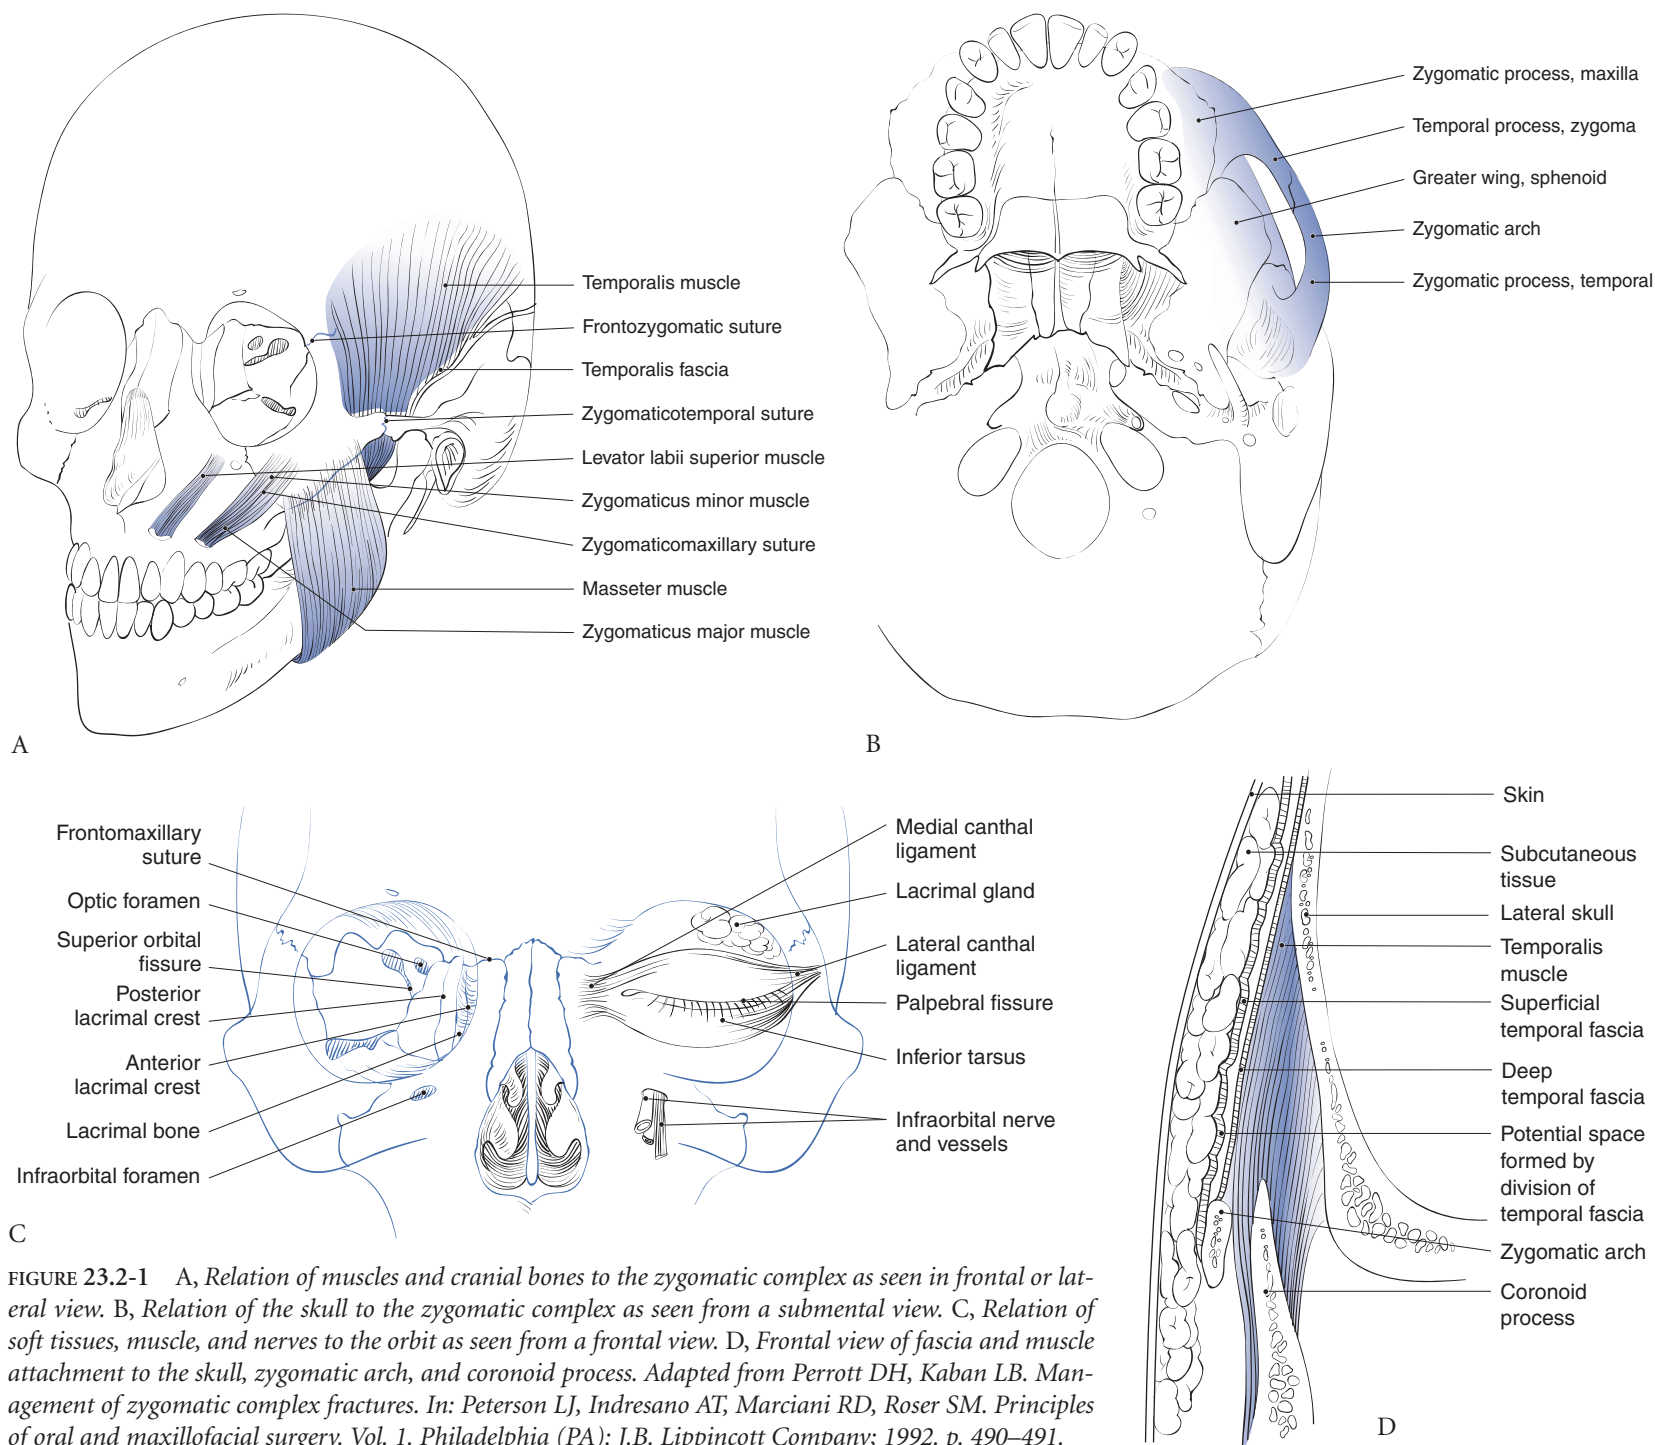 Temporalis muscle
Frontozygomatic suture
Temporalis fascia
Zygomaticotemporal suture
Levator labii superior muscle
Zygomaticus minor muscle
Zygomaticomaxillary suture
Masseter muscle
Zygomaticus major muscle
A
Zygomatic process, maxilla
Temporal process, zygoma
Greater wing, sphenoid
Zygomatic arch
Zygomatic process, temporal
B
Frontomaxillary
suture
Optic foramen
Superior orbital
fissure
Posterior
lacrimal crest
Anterior
lacrimal crest
Lacrimal bone
Infraorbital foramen
Medial canthal
ligament
Lacrimal gland
Lateral canthal
ligament
Palpebral fissure
Inferior tarsus
Infraorbital nerve
and vessels
C
Skin
Subcutaneous
tissue
Lateral skull
Temporalis
muscle
Superficial
temporal fascia
Deep
temporal fascia
Potential space
formed by
division of
temporal fascia
Zygomatic arch
Coronoid
process
D
FIGURE 23.2-1 A, Relation of muscles and cranial bones to the zygomatic complex as seen in frontal or lat-
eral view. B, Relation of the skull to the zygomatic complex as seen from a submental view. C, Relation of
soft tissues, muscle, and nerves to the orbit as seen from a frontal view. D, Frontal view of fascia and muscle
attachment to the skull, zygomatic arch, and coronoid process. Adapted from Perrott DH, Kaban LB. Man-
agement of zygomatic complex fractures. In: Peterson LJ, Indresano AT, Marciani RD, Roser SM. Principles
of oral and maxillofacial surgery. Vol. 1. Philadelphia (PA): J.B. Lippincott Company; 1992. p. 490–491.